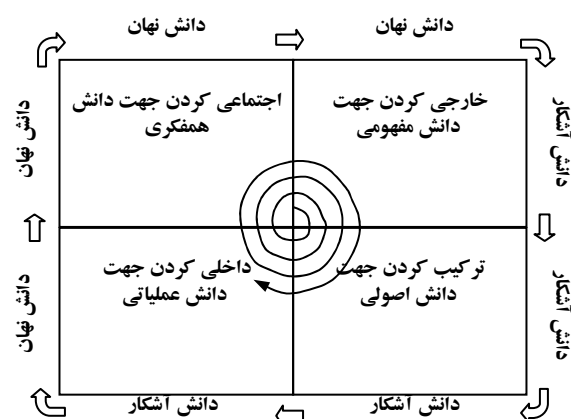 دانش نهان
دانش نهان
خارجی کردن جهت
دانش مفهومی
اجتماعی کردن جهت دانش
همفکری
دانش آشکار
دانش نهان
ترکیب کردن جهت
دانش اصولی
داخلی کردن جهت
دانش عملیاتی
دانش آشکار
دانش نهان
دانش آشکار
دانش آشکار